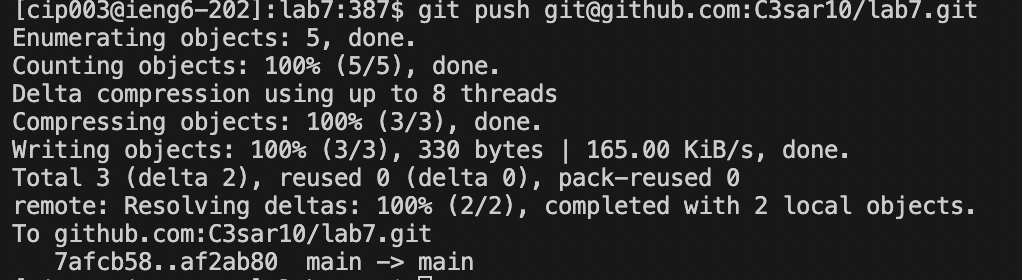 [cip003@ieng6-202]:lab7:387$ git push git@github.com:C3sar10/lab7.git
Enumerating objects: 5, done.
Counting objects: 100% (5/5), done.
Delta compression using up to 8 threads
Compressing objects: 100% (3/3), done.
Writing objects: 100% (3/3), 330 bytes | 165.00 KiB/s, done.
Total 3 (delta 2), reused 0 (delta 0), pack-reused 0
remote: Resolving deltas: 100% (2/2), completed with 2 local objects.
To github.com:C3sar10/lab7.git
   7afcb58..af2ab80  main -> main